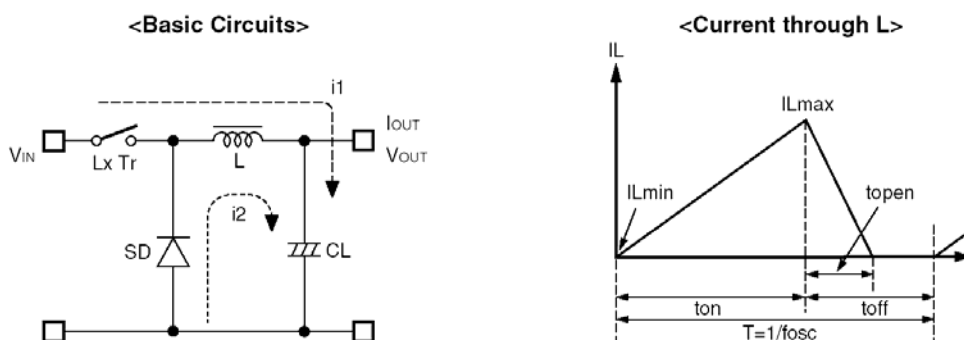 <Basic Circuits>
i1
VIN
Lx Tr
L
IOUT
VOUT
i2
SD
CL
<Current through L>
IL
ILmax
ILmin
topen
ton
toff
T=1/fosc